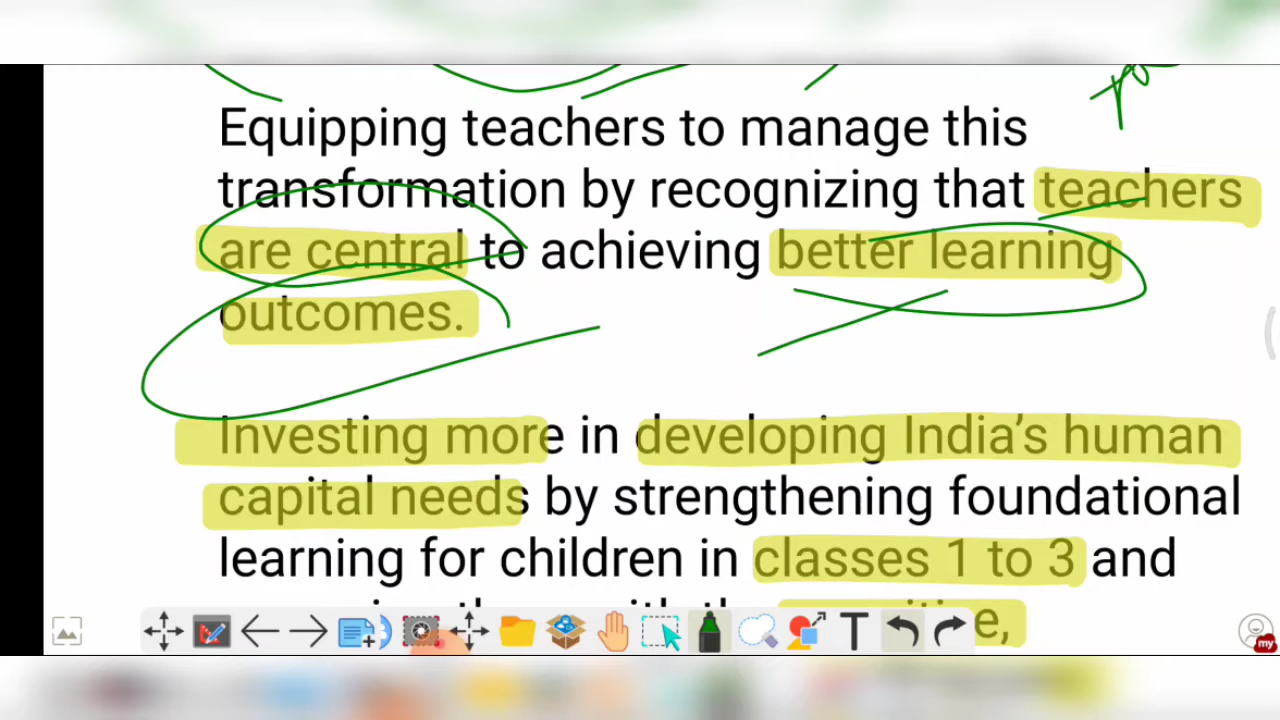 Equipping teachers to manage this
transformation by recognizing that teachers
are central to achieving better learning
outcomes.
Investing more in developing India's human
capital needs by strengthening foundational
learning for children in classes 1 to 3 and
T
my